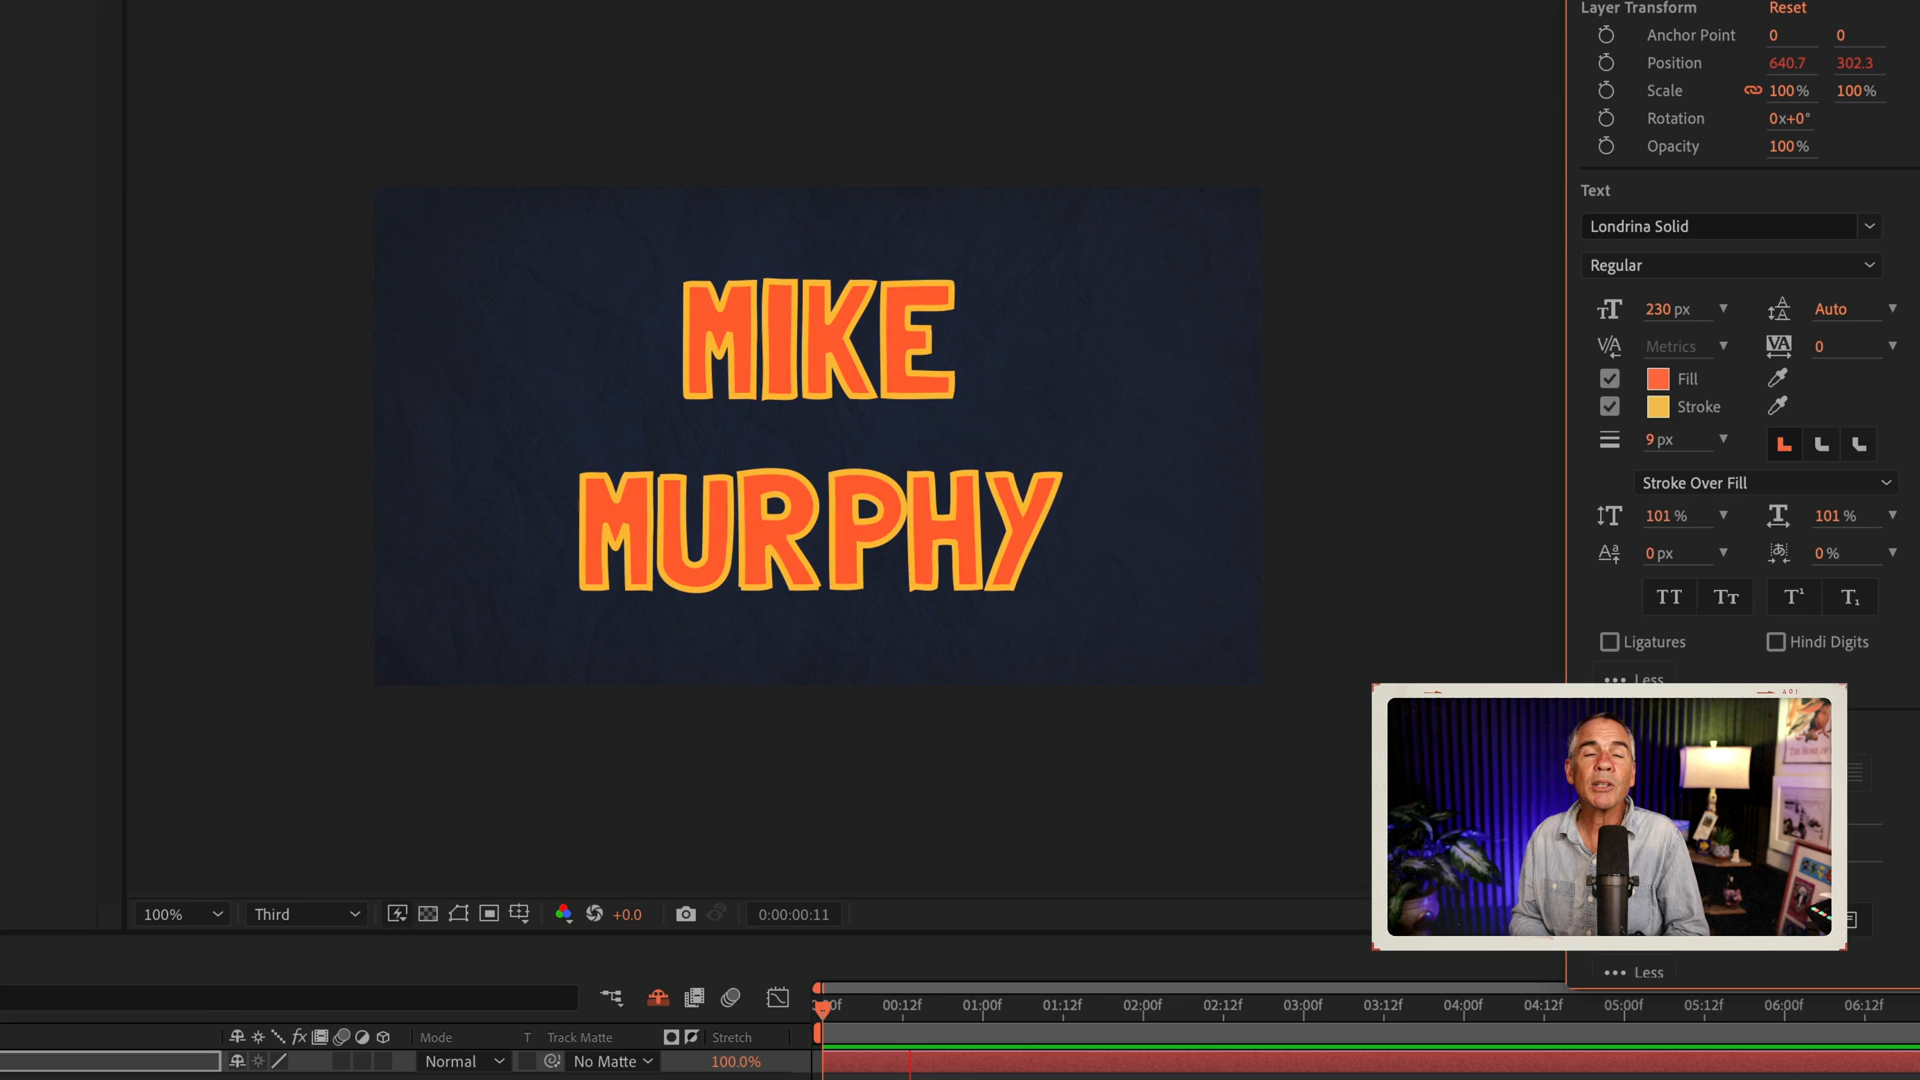 Layer Transform Reset
Anchor Point 0 0
Position 640.7 302.3
Scale 100% 100%
Rotation 0x+0°
Opacity 100%
Text
Londrina Solid
Regular
230 px Auto
Metrics VA 0
Fill
Stroke
9 px
Stroke Over Fill
101 % 101 %
0 px 0 %
TT Tт T¹ T₁
Ligatures Hindi Digits
Less
MIKE
MURPHY
100% Third +0.0 0:00:00:11
Less
00:12f 01:00f 01:12f 02:00f 02:12f 03:00f 03:12f 04:00f 04:12f 05:00f 05:12f 06:00f 06:12f
fx Mode T Track Matte Stretch
Normal No Matte 100.0%